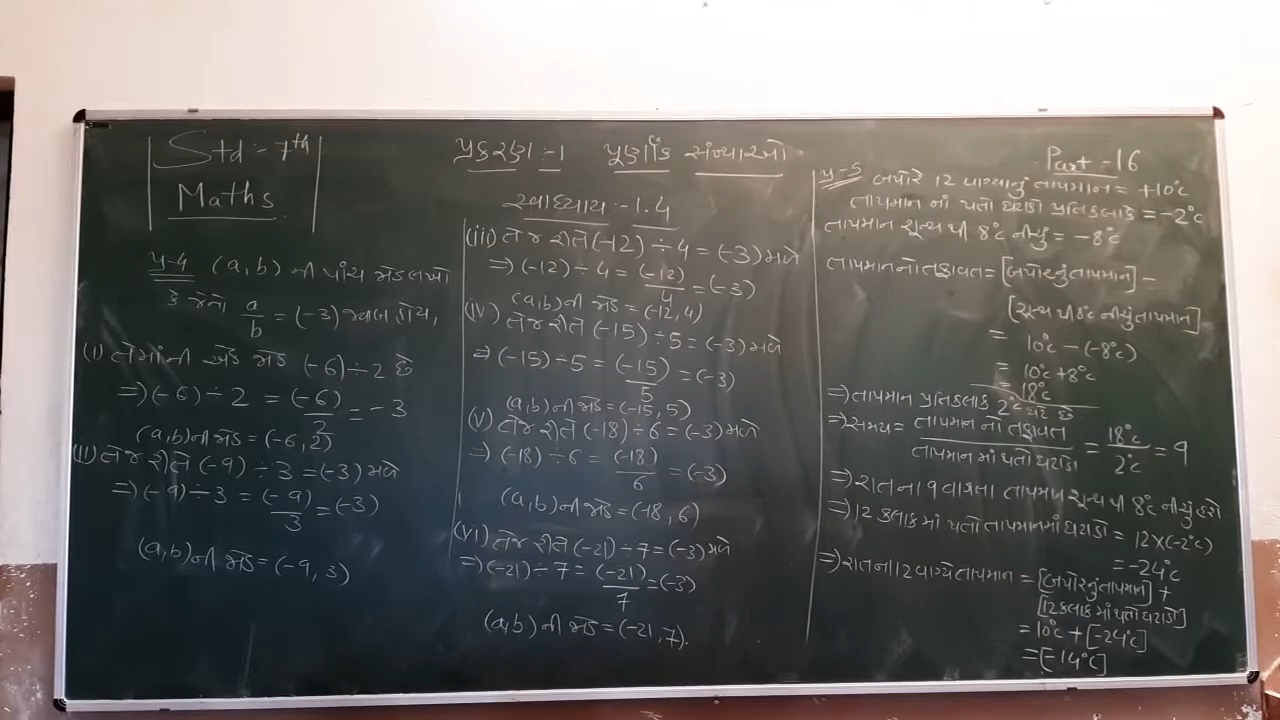 Std - 7th
Maths
પ્રકરણ :- 1 પૂર્ણાંક સંખ્યાઓ
સ્વાધ્યાય :- 1.4
Part - 16
પ્ર-4 (a,b) ની પાંચ જોડ લખો
કે જેનો a/b = (-3) જવાબ હોય,
(i) તેમાંની એક જોડ (-6) ÷ 2 છે
⇒ (-6) ÷ 2 = (-6)/2 = -3
(a,b) ની જોડ = (-6, 2)
(ii) તેજ રીતે (-9) ÷ 3 = (-3) મળે
⇒ (-9) ÷ 3 = (-9)/3 = (-3)
(a,b) ની જોડ = (-9, 3)
(iii) તેજ રીતે (-12) ÷ 4 = (-3) મળે
⇒ (-12) ÷ 4 = (-12)/4 = (-3)
(a,b) ની જોડ = (-12, 4)
(iv) તેજ રીતે (-15) ÷ 5 = (-3) મળે
⇒ (-15) ÷ 5 = (-15)/5 = (-3)
(a,b) ની જોડ = (-15, 5)
(v) તેજ રીતે (-18) ÷ 6 = (-3) મળે
⇒ (-18) ÷ 6 = (-18)/6 = (-3)
(a,b) ની જોડ = (-18, 6)
(vi) તેજ રીતે (-21) ÷ 7 = (-3) મળે
⇒ (-21) ÷ 7 = (-21)/7 = (-3)
(a,b) ની જોડ = (-21, 7).
પ્ર-5 બપોરે 12 વાગ્યાનું તાપમાન = +10°c
તાપમાન માં થતો ઘટાડો પ્રતિ કલાકે = -2°c
તાપમાન શૂન્ય થી 8°c નીચું = -8°c
તાપમાનનો તફાવત = [બપોરનું તાપમાન] -
[શૂન્ય થી 8°c નીચું તાપમાન]
= 10°c - (-8°c)
= 10°c + 8°c
= 18°c
⇒ તાપમાન પ્રતિકલાક 2°c ઘટે છે.
⇒ સમય = તાપમાન નો તફાવત / તાપમાન માં થતો ઘટાડો = 18°c / 2°c = 9
⇒ રાતના 9 વાગતા તાપમાન શૂન્ય થી 8°c નીચું હશે
⇒ 12 કલાક માં થતો તાપમાનમાં ઘટાડો = 12 x (-2°c)
= -24°c
⇒ રાતના 12 વાગ્યે તાપમાન = [બપોરનું તાપમાન] +
[12 કલાક માં થતો ઘટાડો]
= 10°c + [-24°c]
= [-14°c]